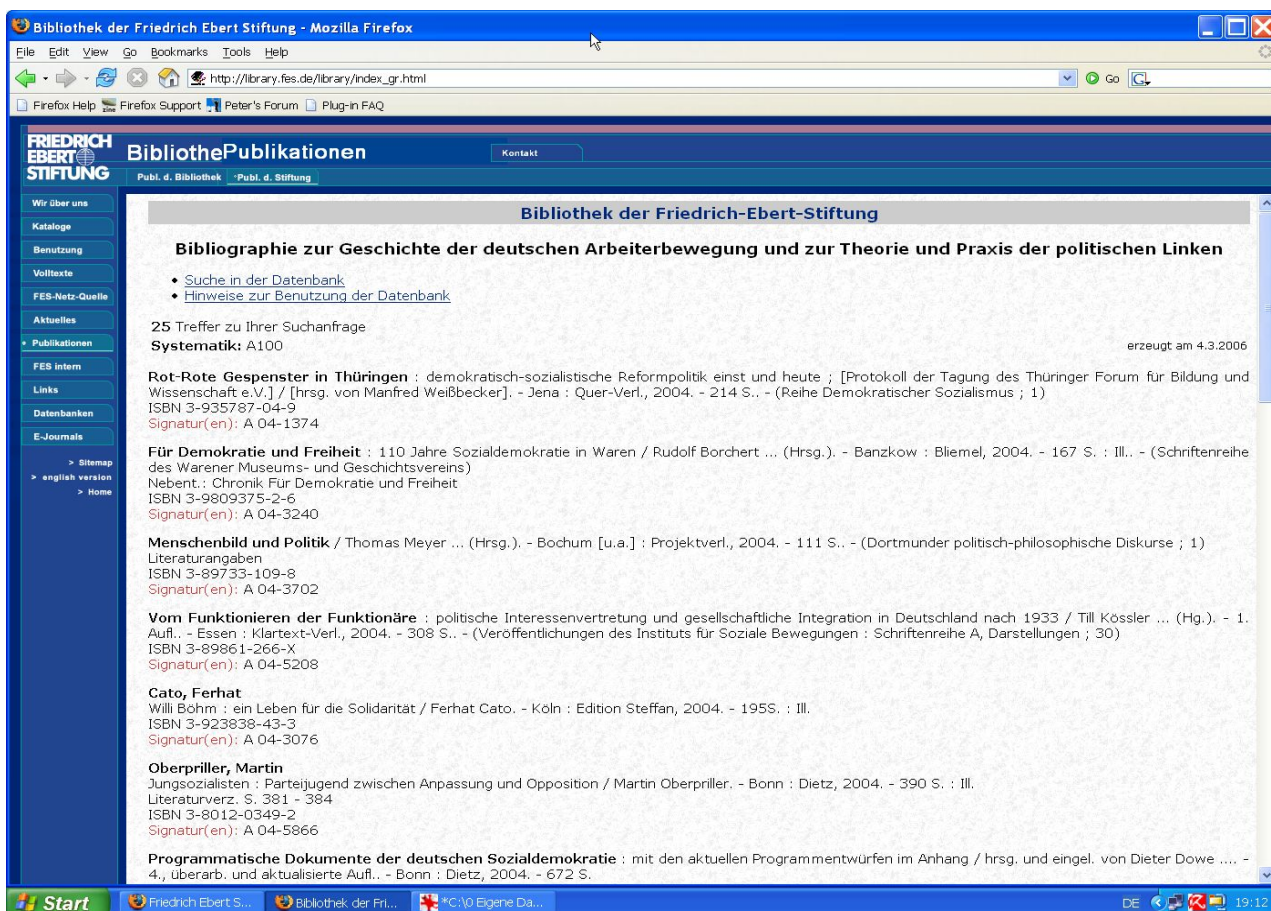 Bibliothek der Friedrich Ebert Stiftung - Mozilla Firefox
File Edit View Go Bookmarks Tools Help
http://library.fes.de/library/index_gr.html Go G
Firefox Help Firefox Support Peter's Forum Plug-in FAQ
FRIEDRICH
EBERT
STIFTUNG
BibliothePublikationen
Kontakt
Publ. d. Bibliothek Publ. d. Stiftung
Wir über uns
Kataloge
Benutzung
Volltexte
FES-Netz-Quelle
Aktuelles
Publikationen
FES intern
Links
Datenbanken
E-Journals
> Sitemap
> english version
> Home
Bibliothek der Friedrich-Ebert-Stiftung
Bibliographie zur Geschichte der deutschen Arbeiterbewegung und zur Theorie und Praxis der politischen Linken
• Suche in der Datenbank
• Hinweise zur Benutzung der Datenbank
25 Treffer zu Ihrer Suchanfrage
Systematik: A100 erzeugt am 4.3.2006
Rot-Rote Gespenster in Thüringen : demokratisch-sozialistische Reformpolitik einst und heute ; [Protokoll der Tagung des Thüringer Forum für Bildung und
Wissenschaft e.V.] / [hrsg. von Manfred Weißbecker]. - Jena : Quer-Verl., 2004. - 214 S.. - (Reihe Demokratischer Sozialismus ; 1)
ISBN 3-935787-04-9
Signatur(en): A 04-1374
Für Demokratie und Freiheit : 110 Jahre Sozialdemokratie in Waren / Rudolf Borchert ... (Hrsg.). - Banzkow : Bliemel, 2004. - 167 S. : Ill.. - (Schriftenreihe
des Warener Museums- und Geschichtsvereins)
Nebent.: Chronik Für Demokratie und Freiheit
ISBN 3-9809375-2-6
Signatur(en): A 04-3240
Menschenbild und Politik / Thomas Meyer ... (Hrsg.). - Bochum [u.a.] : Projektverl., 2004. - 111 S.. - (Dortmunder politisch-philosophische Diskurse ; 1)
Literaturangaben
ISBN 3-89733-109-8
Signatur(en): A 04-3702
Vom Funktionieren der Funktionäre : politische Interessenvertretung und gesellschaftliche Integration in Deutschland nach 1933 / Till Kössler ... (Hg.). - 1.
Aufl.. - Essen : Klartext-Verl., 2004. - 308 S.. - (Veröffentlichungen des Instituts für Soziale Bewegungen : Schriftenreihe A, Darstellungen ; 30)
ISBN 3-89861-266-X
Signatur(en): A 04-5208
Cato, Ferhat
Willi Böhm : ein Leben für die Solidarität / Ferhat Cato. - Köln : Edition Steffan, 2004. - 195S. : Ill.
ISBN 3-923838-43-3
Signatur(en): A 04-3076
Oberpriller, Martin
Jungsozialisten : Parteijugend zwischen Anpassung und Opposition / Martin Oberpriller. - Bonn : Dietz, 2004. - 390 S. : Ill.
Literaturverz. S. 381 - 384
ISBN 3-8012-0349-2
Signatur(en): A 04-5866
Programmatische Dokumente der deutschen Sozialdemokratie : mit den aktuellen Programmentwürfen im Anhang / hrsg. und eingel. von Dieter Dowe .... -
4., überarb. und aktualisierte Aufl.. - Bonn : Dietz, 2004. - 672 S.
Start Friedrich Ebert S... Bibliothek der Fri... *C:\0 Eigene Da... DE 19:12